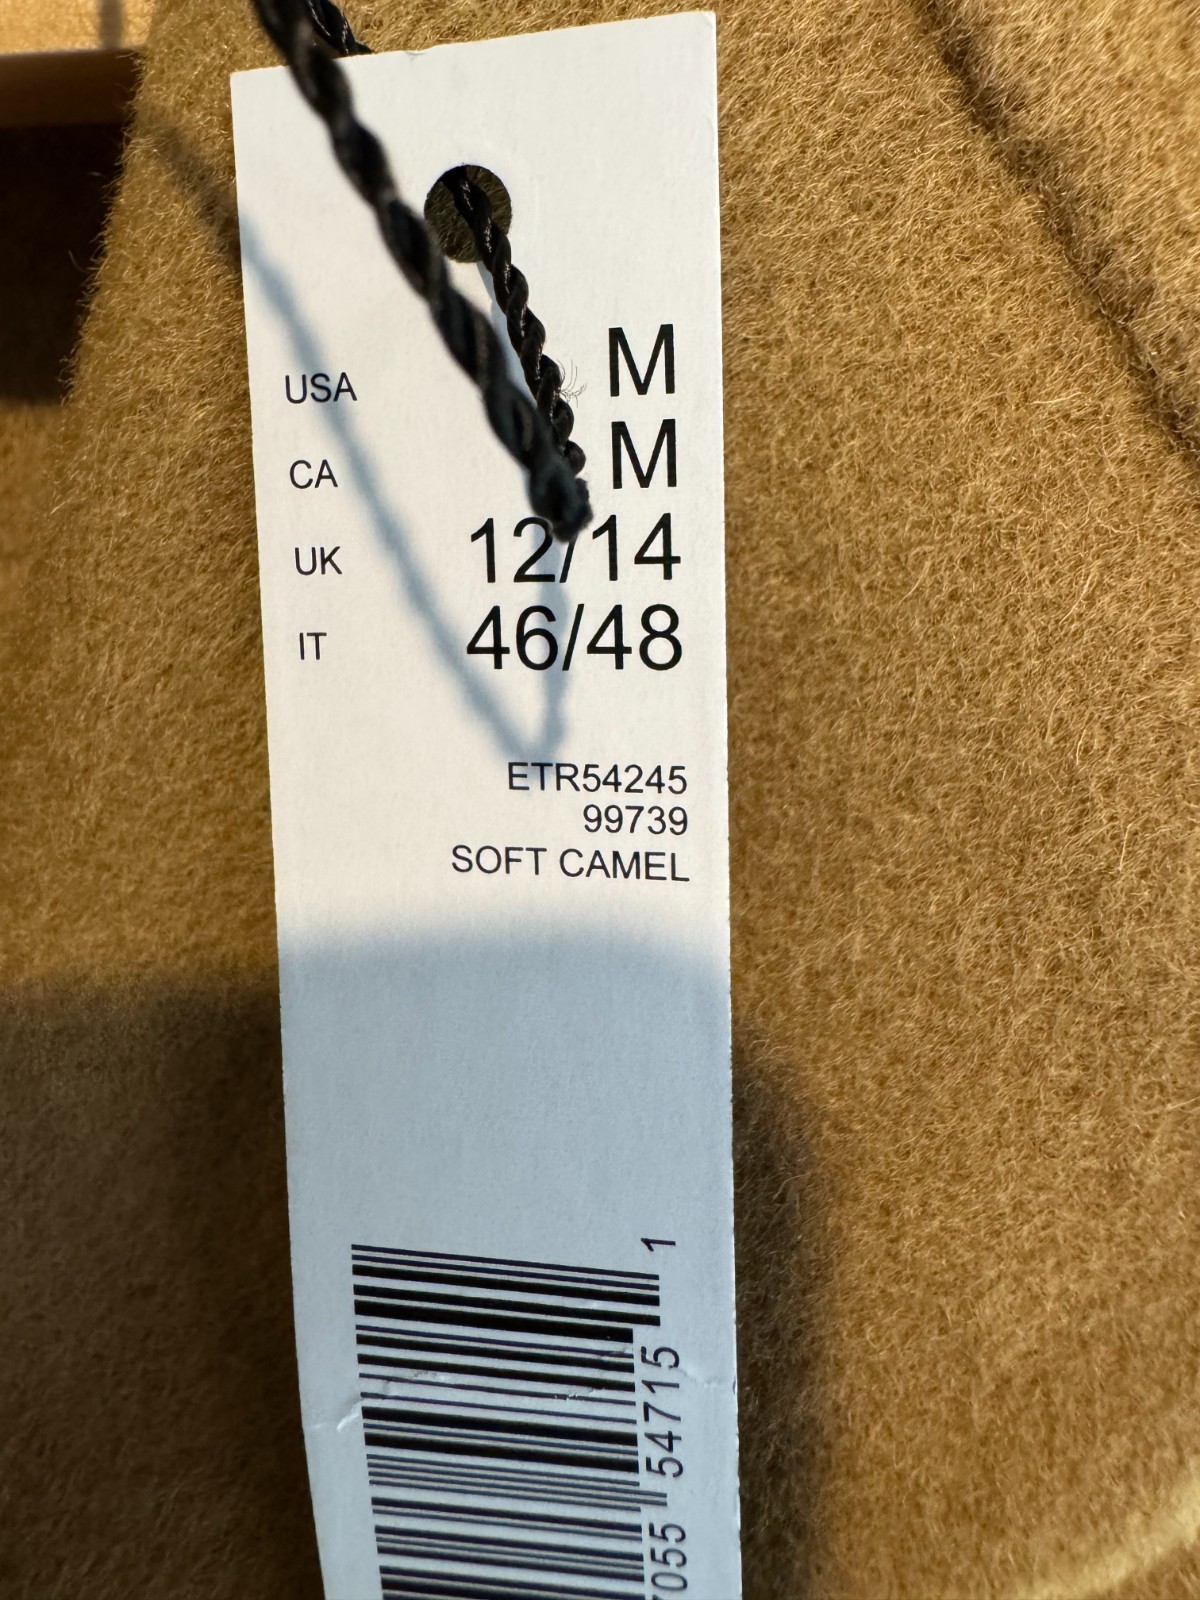 USA M
CA M
UK 12/14
IT 46/48
ETR54245
99739
SOFT CAMEL
055 54715 1